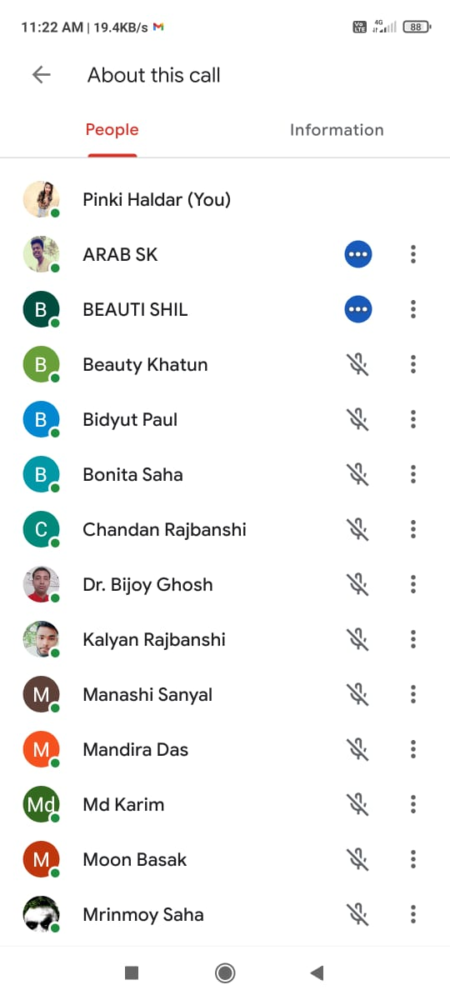 11:22 AM | 19.4KB/s
Vo LTE 4G 88
About this call
People Information
Pinki Haldar (You)
ARAB SK
B BEAUTI SHIL
B Beauty Khatun
B Bidyut Paul
B Bonita Saha
C Chandan Rajbanshi
Dr. Bijoy Ghosh
Kalyan Rajbanshi
M Manashi Sanyal
M Mandira Das
Md Md Karim
M Moon Basak
Mrinmoy Saha